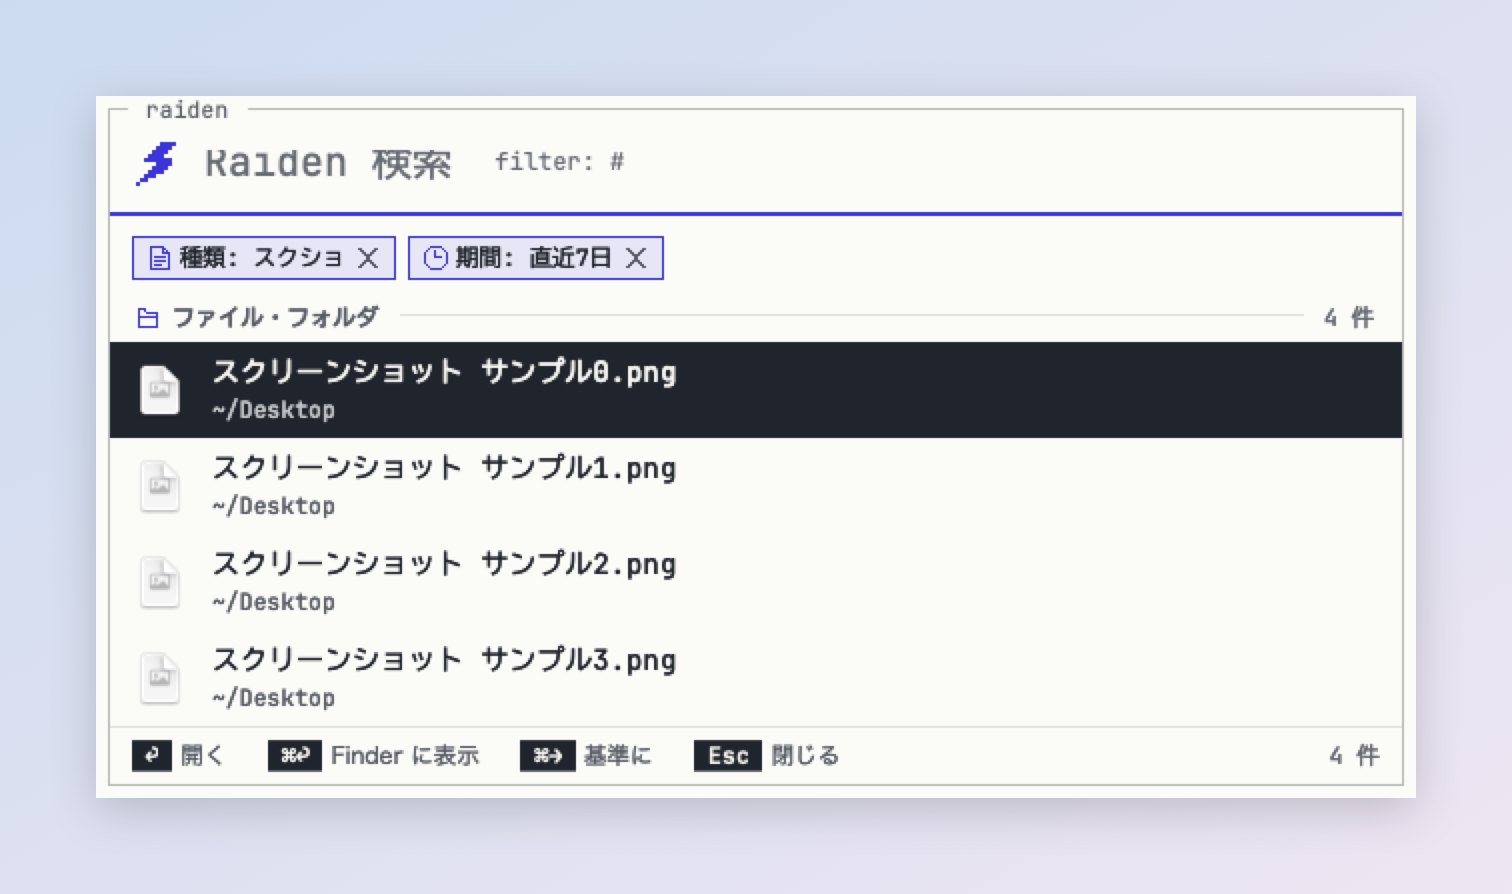 raiden
Raiden 検索 filter: #
種類: スクショ 期間: 直近7日
ファイル・フォルダ 4 件
スクリーンショット サンプル0.png
~/Desktop
スクリーンショット サンプル1.png
~/Desktop
スクリーンショット サンプル2.png
~/Desktop
スクリーンショット サンプル3.png
~/Desktop
⏎ 開く ⌘⏎ Finder に表示 ⌘→ 基準に Esc 閉じる 4 件